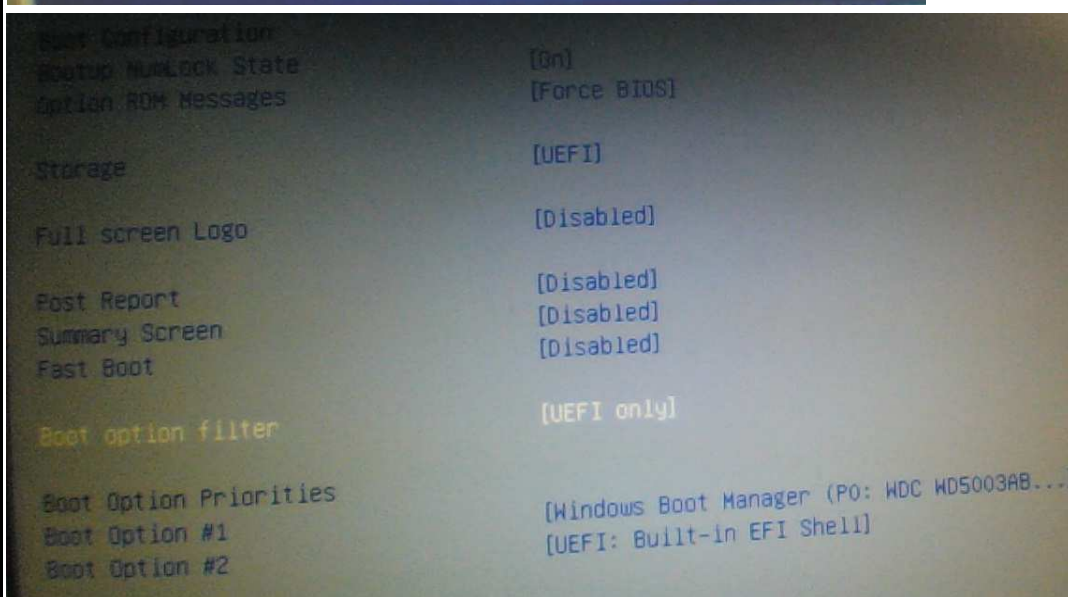 Boot Configuration
Bootup NumLock State [On]
Option ROM Messages [Force BIOS]
Storage [UEFI]
Full screen Logo [Disabled]
Post Report [Disabled]
Summary Screen [Disabled]
Fast Boot [Disabled]
Boot option filter [UEFI only]
Boot Option Priorities
Boot Option #1 [Windows Boot Manager (P0: WDC WD5003AB...
Boot Option #2 [UEFI: Built-in EFI Shell]